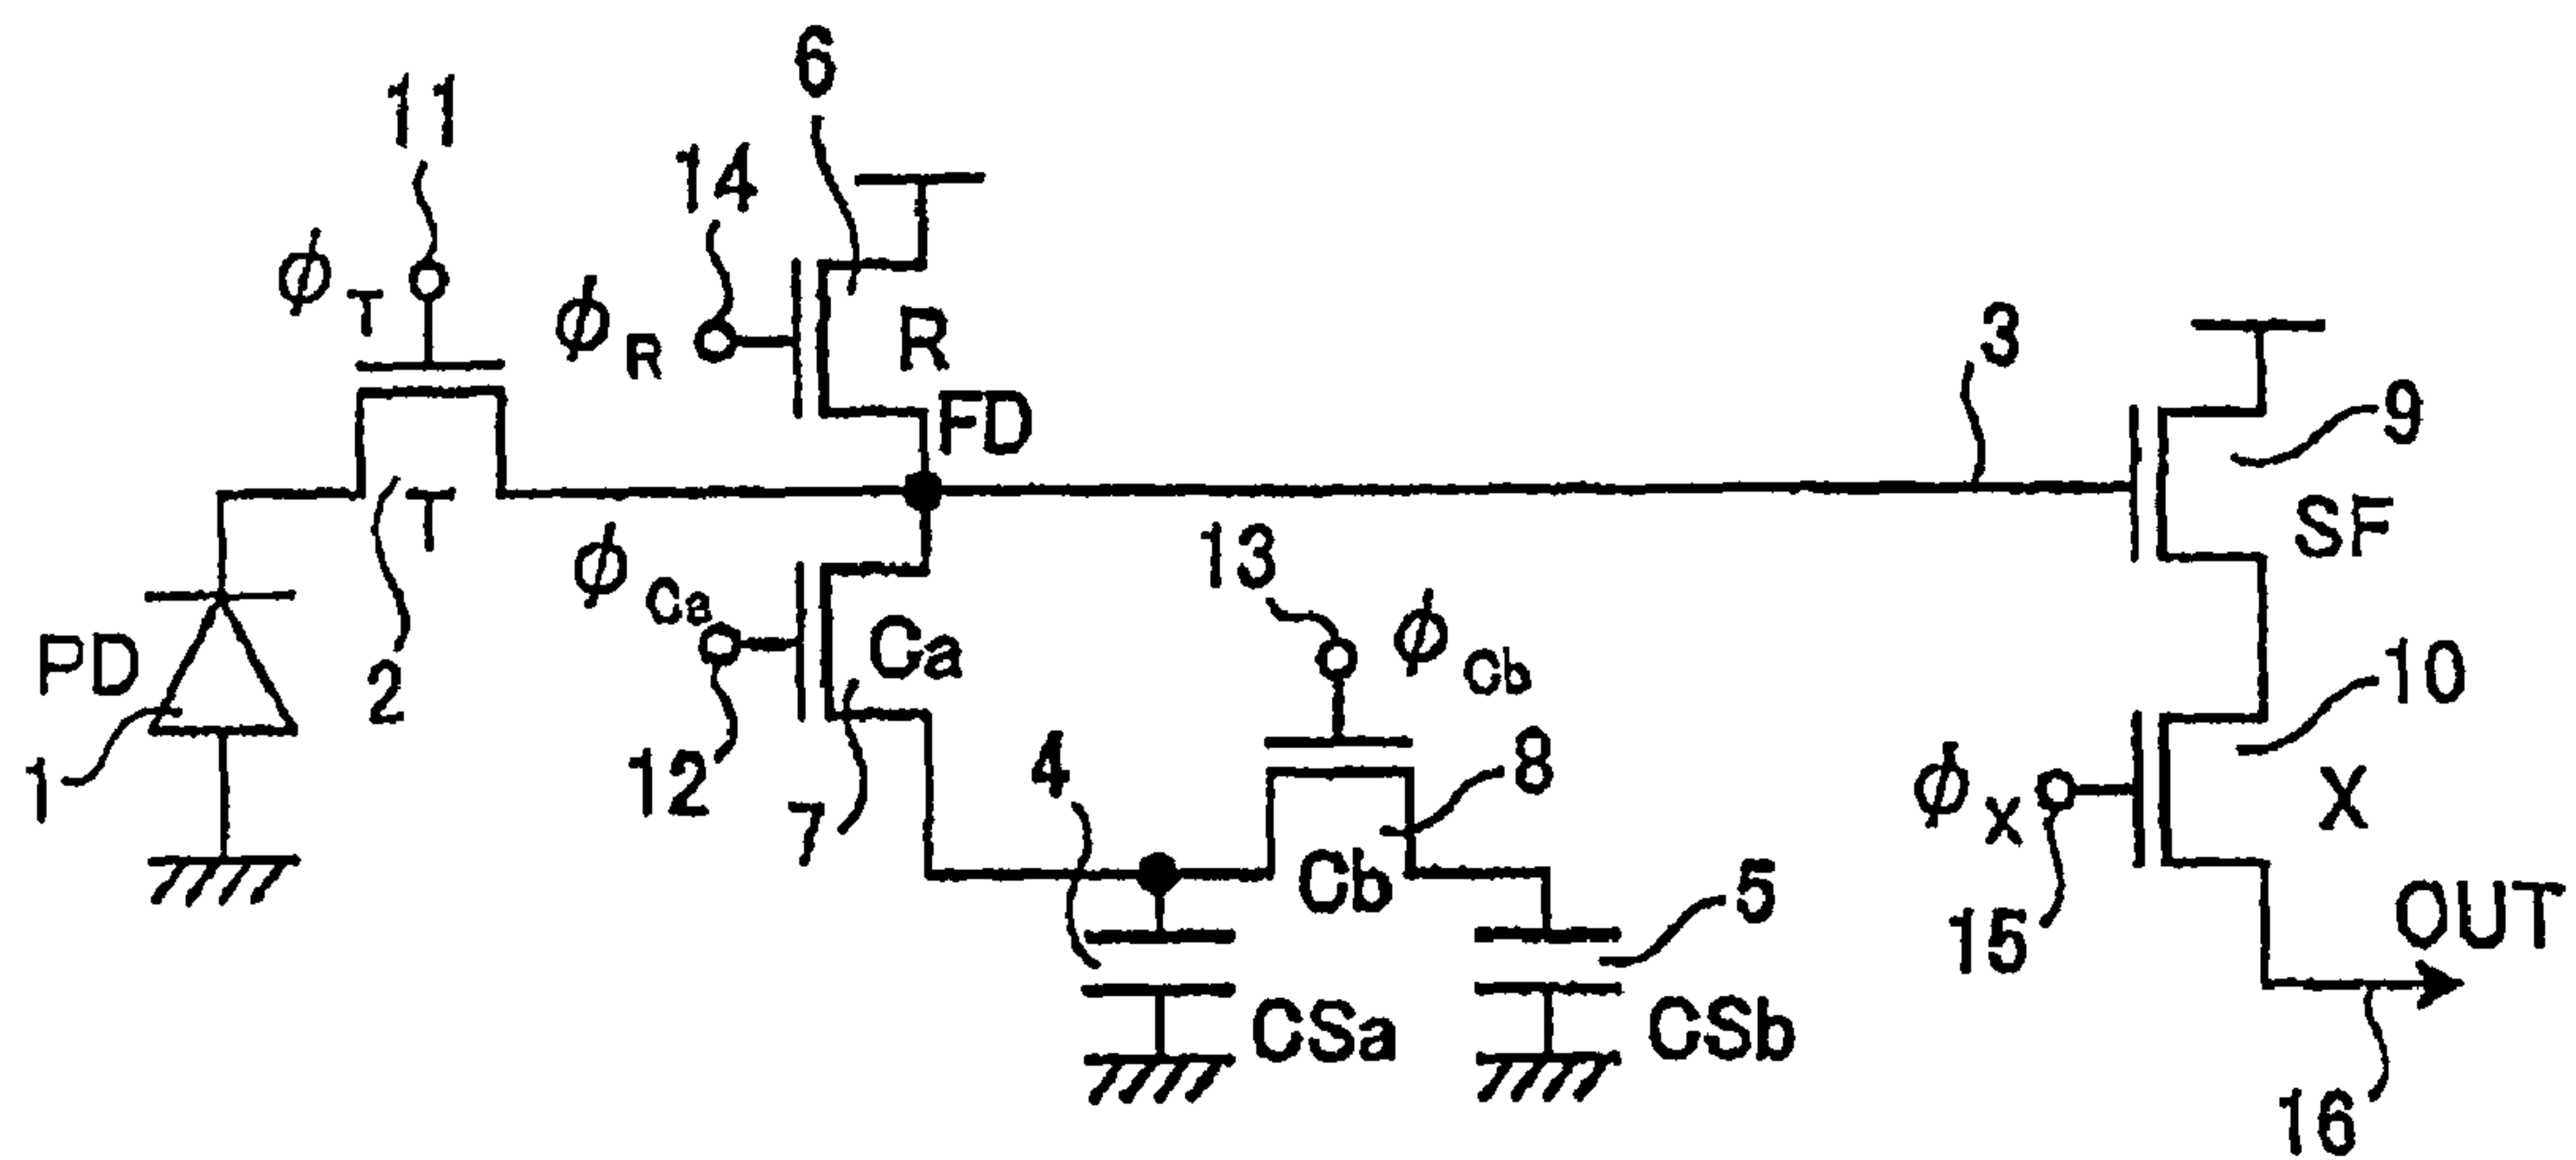 6
11
14
ϕT
ϕR
R
3
FD
9
T
SF
ϕCa
13
ϕCb
PD
Ca
2
10
1
12
7
4
8
ϕX
X
Cb
5
15
OUT
CSa
CSb
16